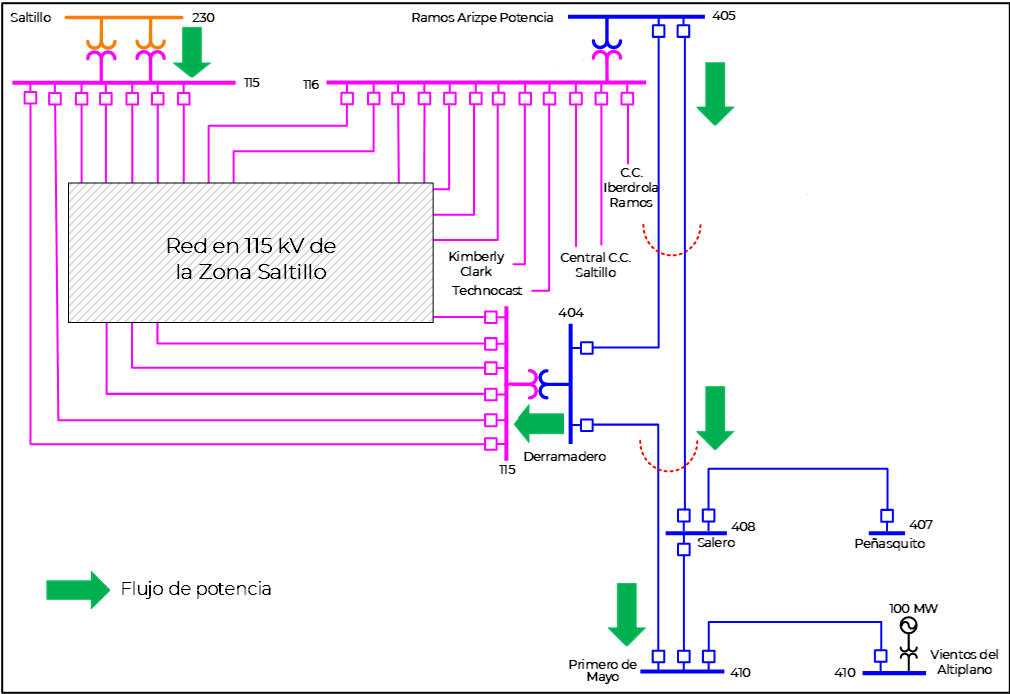 Saltillo
230
Ramos Arizpe Potencia
405
115
116
C.C.
Iberdrola
Ramos
Red en 115 kV de
la Zona Saltillo
Kimberly
Clark
Central C.C.
Saltillo
Technocast
404
Derramadero
115
408
Salero
407
Peñasquito
Flujo de potencia
100 MW
Primero de
Mayo
410
410
Vientos del
Altiplano